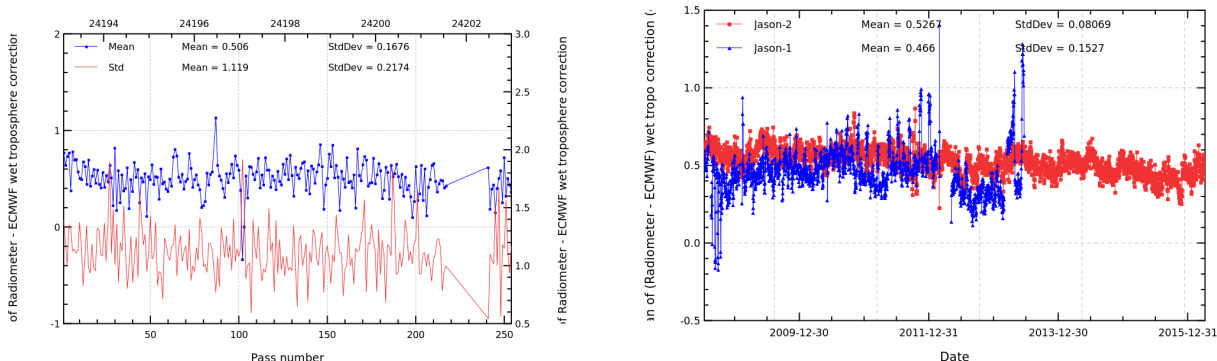 24194 24196 24198 24200 24202
Mean Mean = 0.506 StdDev = 0.1676
Std Mean = 1.119 StdDev = 0.2174
2
1
0
-1
3.0
2.5
2.0
1.5
1.0
0.5
50 100 150 200 250
Pass number
of Radiometer - ECMWF wet troposphere correction
of Radiometer - ECMWF wet troposphere correction
Jason-2 Mean = 0.5267 StdDev = 0.08069
Jason-1 Mean = 0.466 StdDev = 0.1527
1.5
1.0
0.5
0.0
-0.5
2009-12-30 2011-12-31 2013-12-30 2015-12-31
Date
of (Radiometer - ECMWF) wet tropo correction (